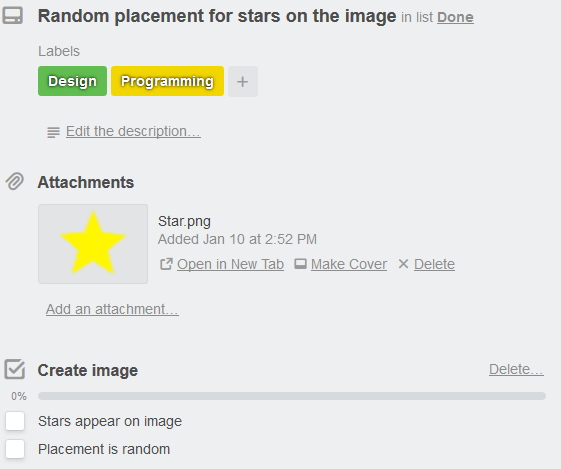 Random placement for stars on the image in list Done
Labels
Design Programming +
Edit the description…
Attachments
Star.png
Added Jan 10 at 2:52 PM
Open in New Tab Make Cover Delete
Add an attachment…
Create image Delete…
0%
Stars appear on image
Placement is random